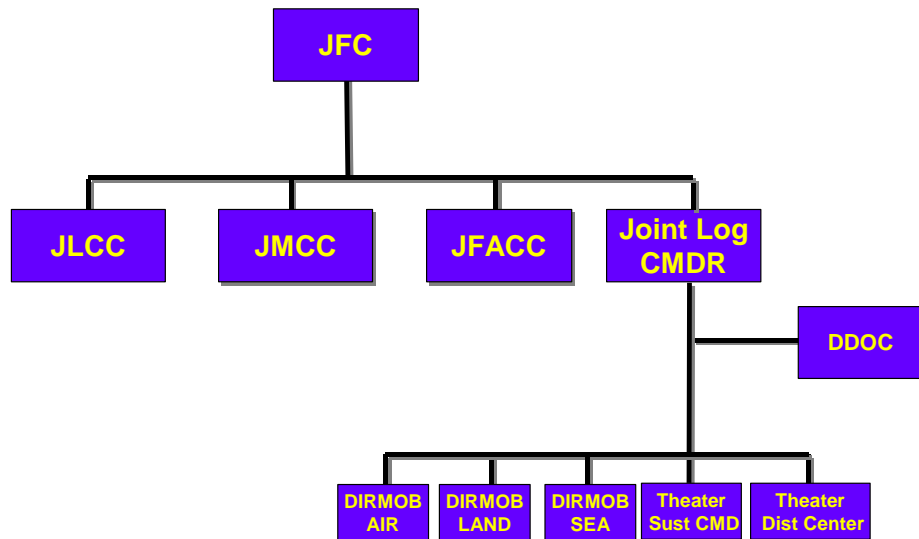 JFC
JLCC
JMCC
JFACC
Joint Log
CMDR
DDOC
DIRMOB
AIR
DIRMOB
LAND
DIRMOB
SEA
Theater
Sust CMD
Theater
Dist Center